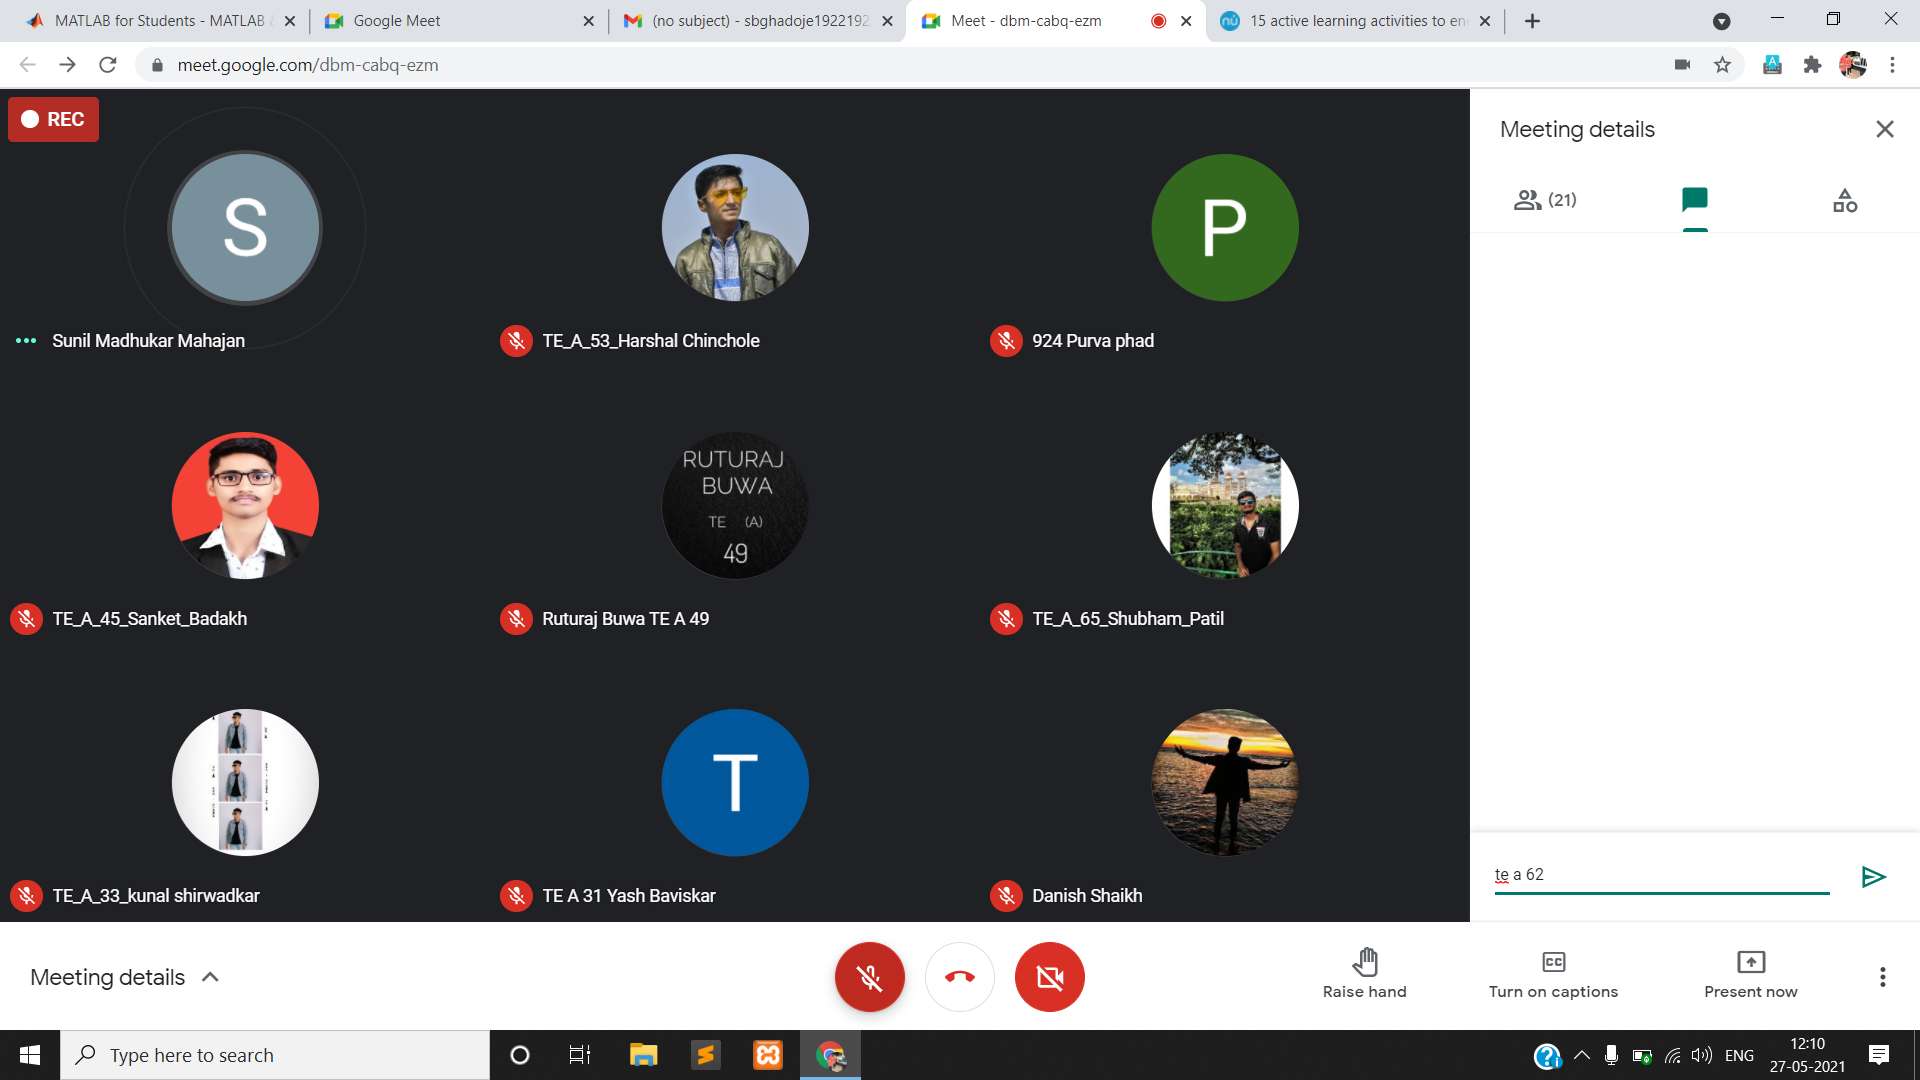 MATLAB for Students - MATLAB &
Google Meet
(no subject) - sbghadoje1922192
Meet - dbm-cabq-ezm
15 active learning activities to en
meet.google.com/dbm-cabq-ezm
REC
S
P
Sunil Madhukar Mahajan
TE_A_53_Harshal Chinchole
924 Purva phad
RUTURAJ
BUWA
TE (A)
49
TE_A_45_Sanket_Badakh
Ruturaj Buwa TE A 49
TE_A_65_Shubham_Patil
T
TE_A_33_kunal shirwadkar
TE A 31 Yash Baviskar
Danish Shaikh
Meeting details
(21)
te a 62
Meeting details
Raise hand
CC
Turn on captions
Present now
Type here to search
ENG
12:10
27-05-2021